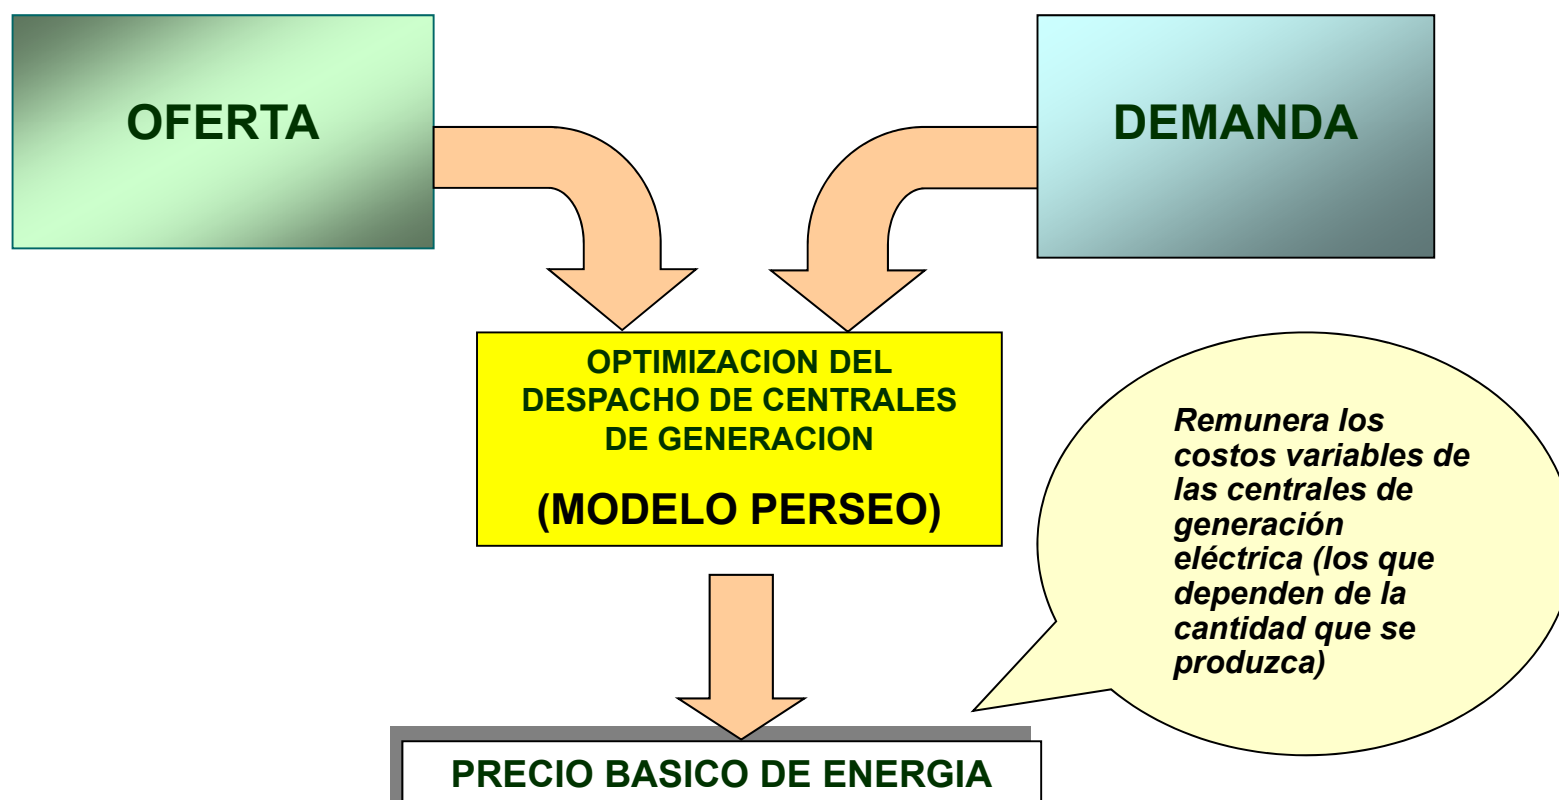 OFERTA
DEMANDA
OPTIMIZACION DEL
DESPACHO DE CENTRALES
DE GENERACION
(MODELO PERSEO)
Remunera los
costos variables de
las centrales de
generación
eléctrica (los que
dependen de la
cantidad que se
produzca)
PRECIO BASICO DE ENERGIA